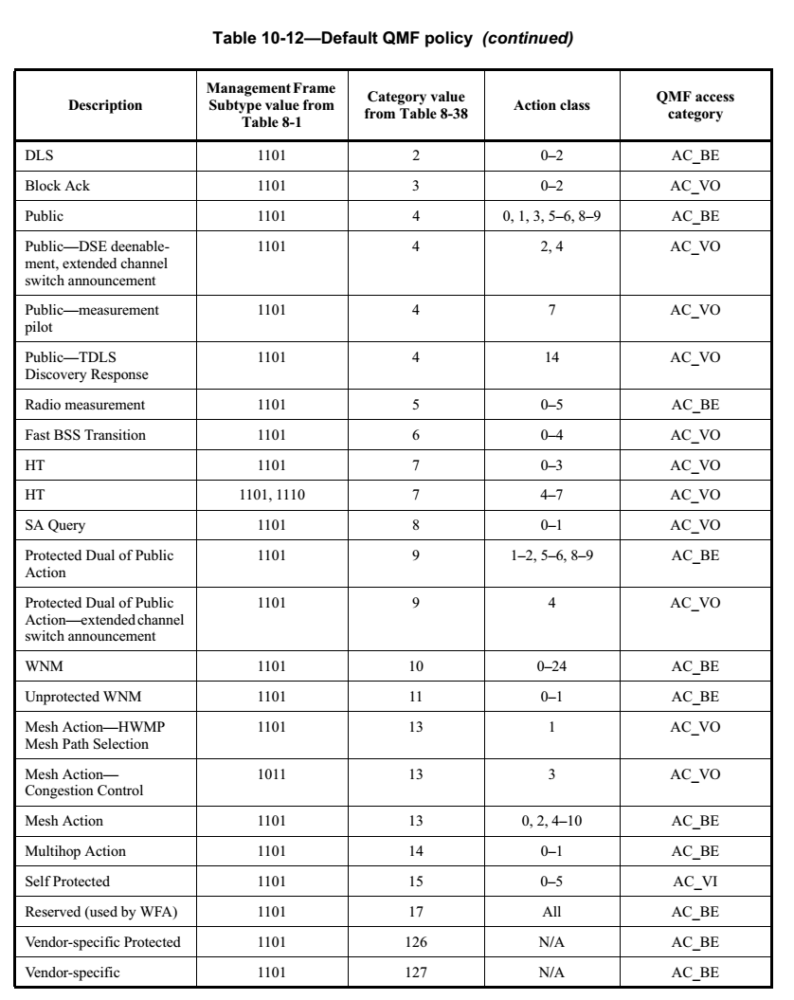 Table 10-12—Default QMF policy (continued)
Description | Management Frame Subtype value from Table 8-1 | Category value from Table 8-38 | Action class | QMF access category
DLS | 1101 | 2 | 0–2 | AC_BE
Block Ack | 1101 | 3 | 0–2 | AC_VO
Public | 1101 | 4 | 0, 1, 3, 5–6, 8–9 | AC_BE
Public—DSE deenable-
ment, extended channel
switch announcement | 1101 | 4 | 2, 4 | AC_VO
Public—measurement
pilot | 1101 | 4 | 7 | AC_VO
Public—TDLS
Discovery Response | 1101 | 4 | 14 | AC_VO
Radio measurement | 1101 | 5 | 0–5 | AC_BE
Fast BSS Transition | 1101 | 6 | 0–4 | AC_VO
HT | 1101 | 7 | 0–3 | AC_VO
HT | 1101, 1110 | 7 | 4–7 | AC_VO
SA Query | 1101 | 8 | 0–1 | AC_VO
Protected Dual of Public
Action | 1101 | 9 | 1–2, 5–6, 8–9 | AC_BE
Protected Dual of Public
Action—extended channel
switch announcement | 1101 | 9 | 4 | AC_VO
WNM | 1101 | 10 | 0–24 | AC_BE
Unprotected WNM | 1101 | 11 | 0–1 | AC_BE
Mesh Action—HWMP
Mesh Path Selection | 1101 | 13 | 1 | AC_VO
Mesh Action—
Congestion Control | 1011 | 13 | 3 | AC_VO
Mesh Action | 1101 | 13 | 0, 2, 4–10 | AC_BE
Multihop Action | 1101 | 14 | 0–1 | AC_BE
Self Protected | 1101 | 15 | 0–5 | AC_VI
Reserved (used by WFA) | 1101 | 17 | All | AC_BE
Vendor-specific Protected | 1101 | 126 | N/A | AC_BE
Vendor-specific | 1101 | 127 | N/A | AC_BE